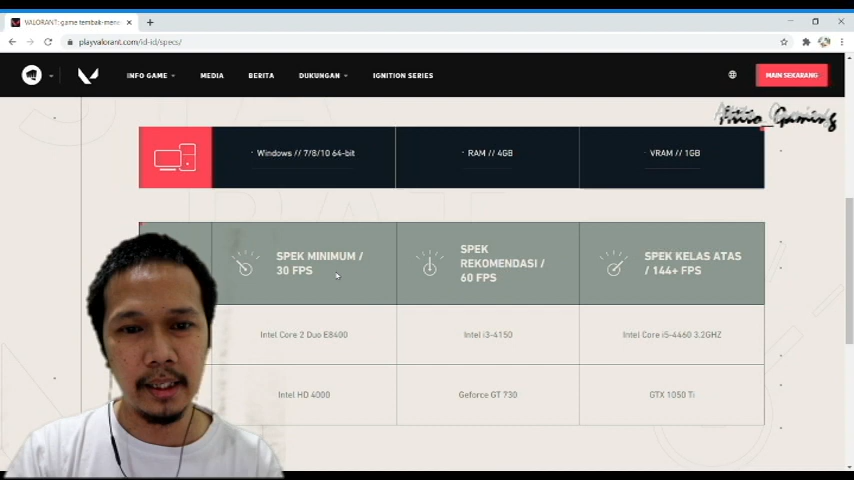 VALORANT: game tembak-mene
playvalorant.com/id-id/specs/
INFO GAME
MEDIA
BERITA
DUKUNGAN
IGNITION SERIES
MAIN SEKARANG
Gaming
Windows // 7/8/10 64-bit
RAM // 4GB
VRAM // 1GB
SPEK MINIMUM /
30 FPS
SPEK
REKOMENDASI /
60 FPS
SPEK KELAS ATAS
/ 144+ FPS
Intel Core 2 Duo E8400
Intel i3-4150
Intel Core i5-4460 3.2GHZ
Intel HD 4000
Geforce GT 730
GTX 1050 Ti